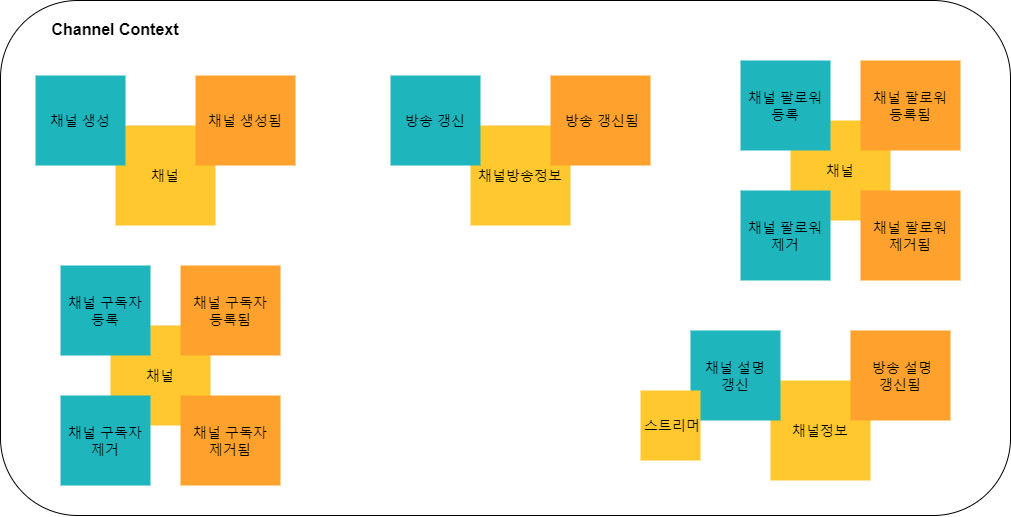 Channel Context
채널 생성
채널 생성됨
채널
방송 갱신
방송 갱신됨
채널방송정보
채널 팔로워
등록
채널 팔로워
등록됨
채널
채널 팔로워
제거
채널 팔로워
제거됨
채널 구독자
등록
채널 구독자
등록됨
채널
채널 구독자
제거
채널 구독자
제거됨
채널 설명
갱신
방송 설명
갱신됨
스트리머
채널정보